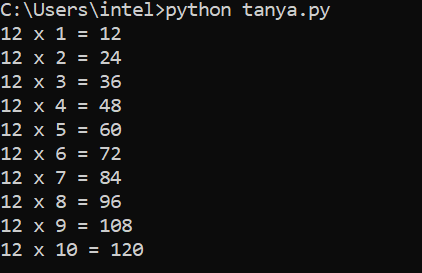 C:\Users\intel>python tanya.py
12 x 1 = 12
12 x 2 = 24
12 x 3 = 36
12 x 4 = 48
12 x 5 = 60
12 x 6 = 72
12 x 7 = 84
12 x 8 = 96
12 x 9 = 108
12 x 10 = 120